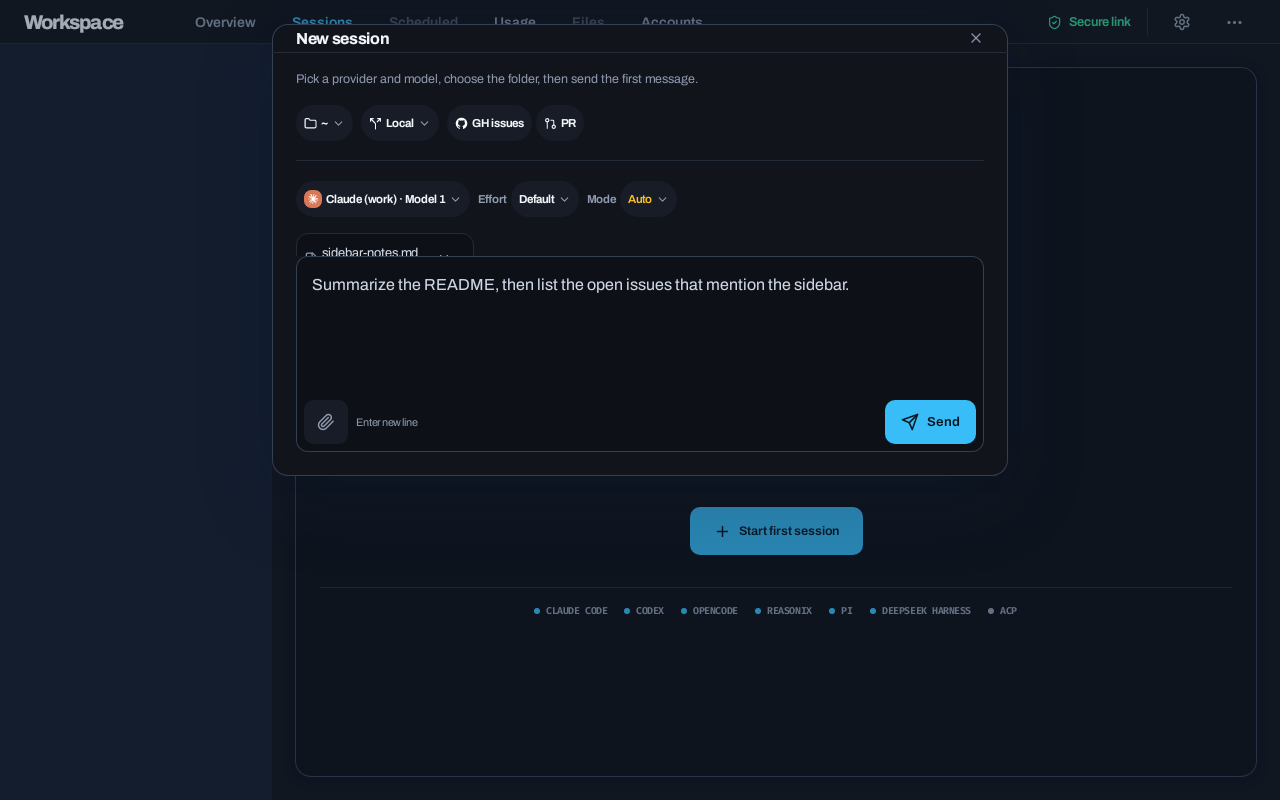 Workspace
Overview
Sessions
Scheduled
Usage
Files
Accounts
Secure link
New session
Pick a provider and model, choose the folder, then send the first message.
~
Local
GH issues
PR
Claude (work) · Model 1
Effort
Default
Mode
Auto
sidebar-notes.md
Summarize the README, then list the open issues that mention the sidebar.
Enter new line
Send
Start first session
CLAUDE CODE
CODEX
OPENCODE
REASONIX
PI
DEEPSEEK HARNESS
ACP